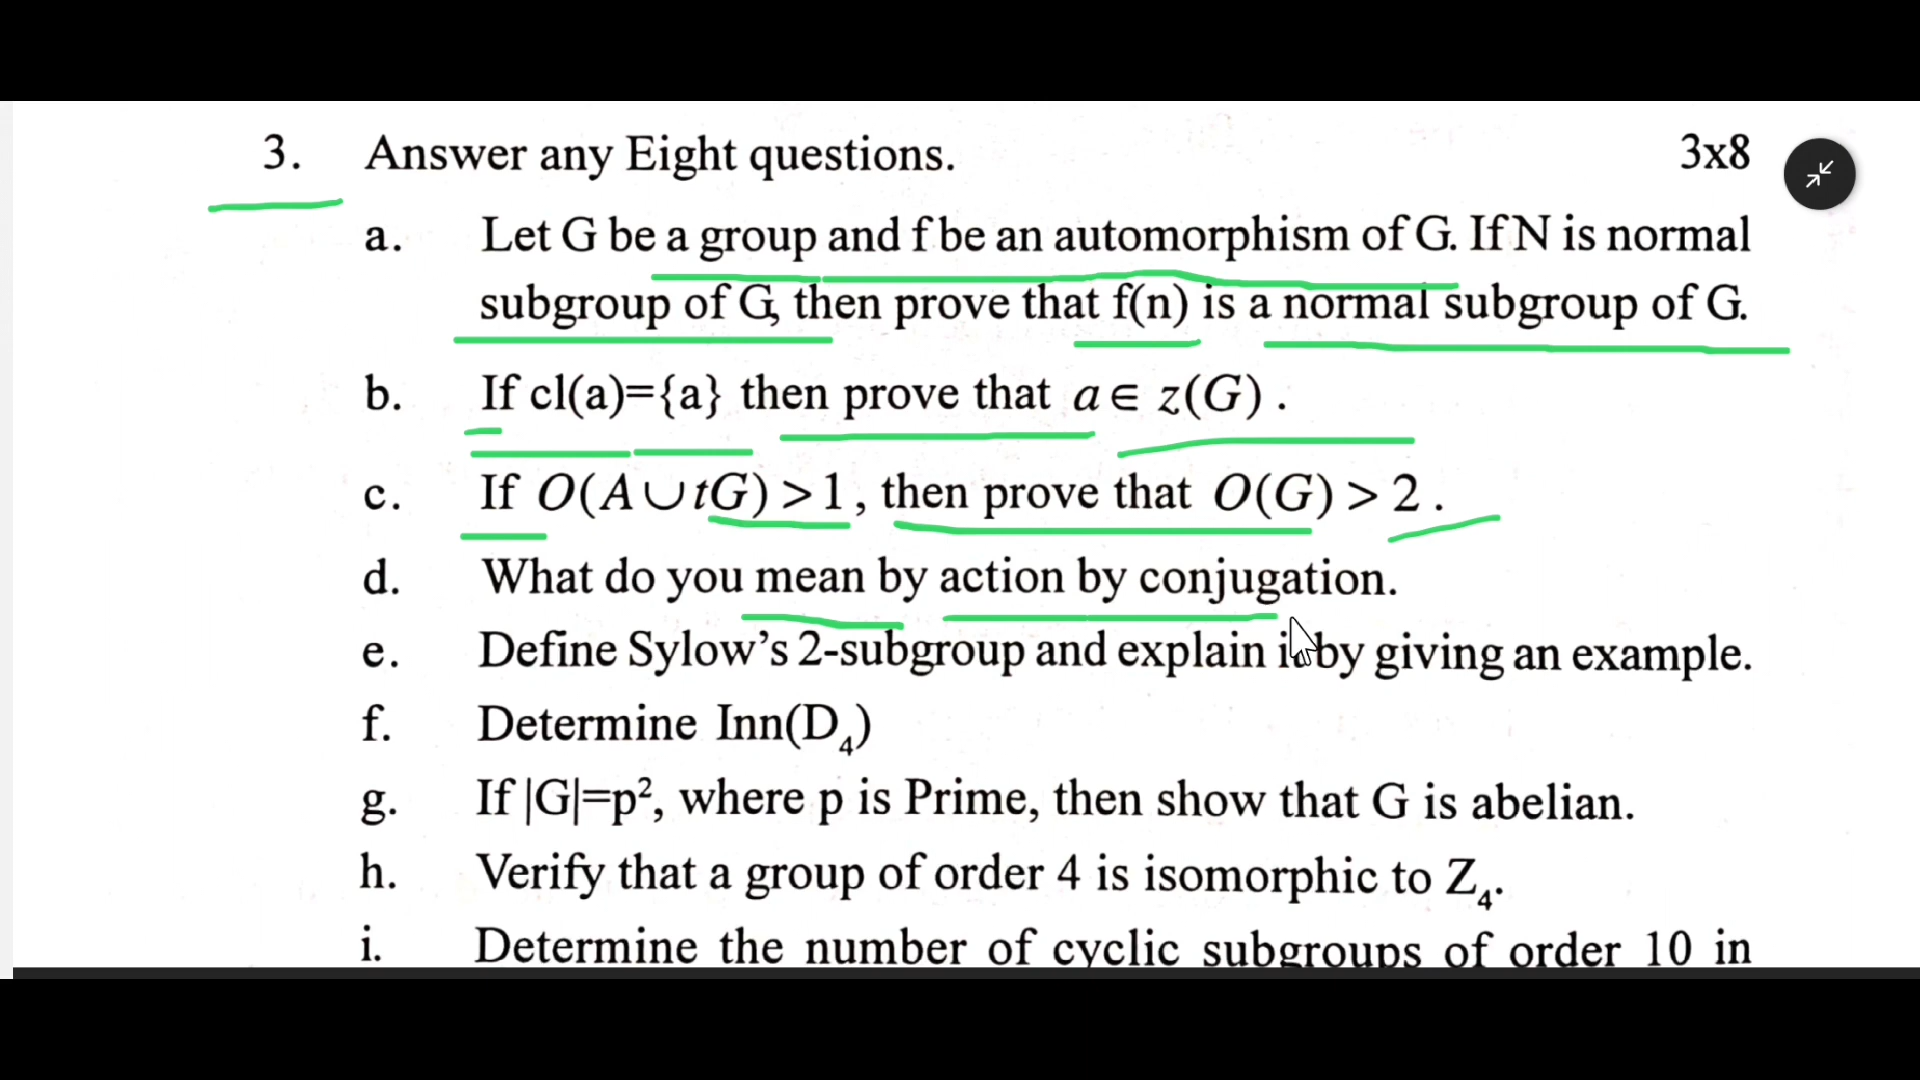 3. Answer any Eight questions. 3x8
a. Let G be a group and f be an automorphism of G. If N is normal
subgroup of G, then prove that f(n) is a normal subgroup of G.
b. If cl(a)={a} then prove that a ∈ z(G) .
c. If O(A∪tG) >1, then prove that O(G) > 2 .
d. What do you mean by action by conjugation.
e. Define Sylow's 2-subgroup and explain it by giving an example.
f. Determine Inn(D₄)
g. If |G|=p², where p is Prime, then show that G is abelian.
h. Verify that a group of order 4 is isomorphic to Z₄.
i. Determine the number of cyclic subgroups of order 10 in